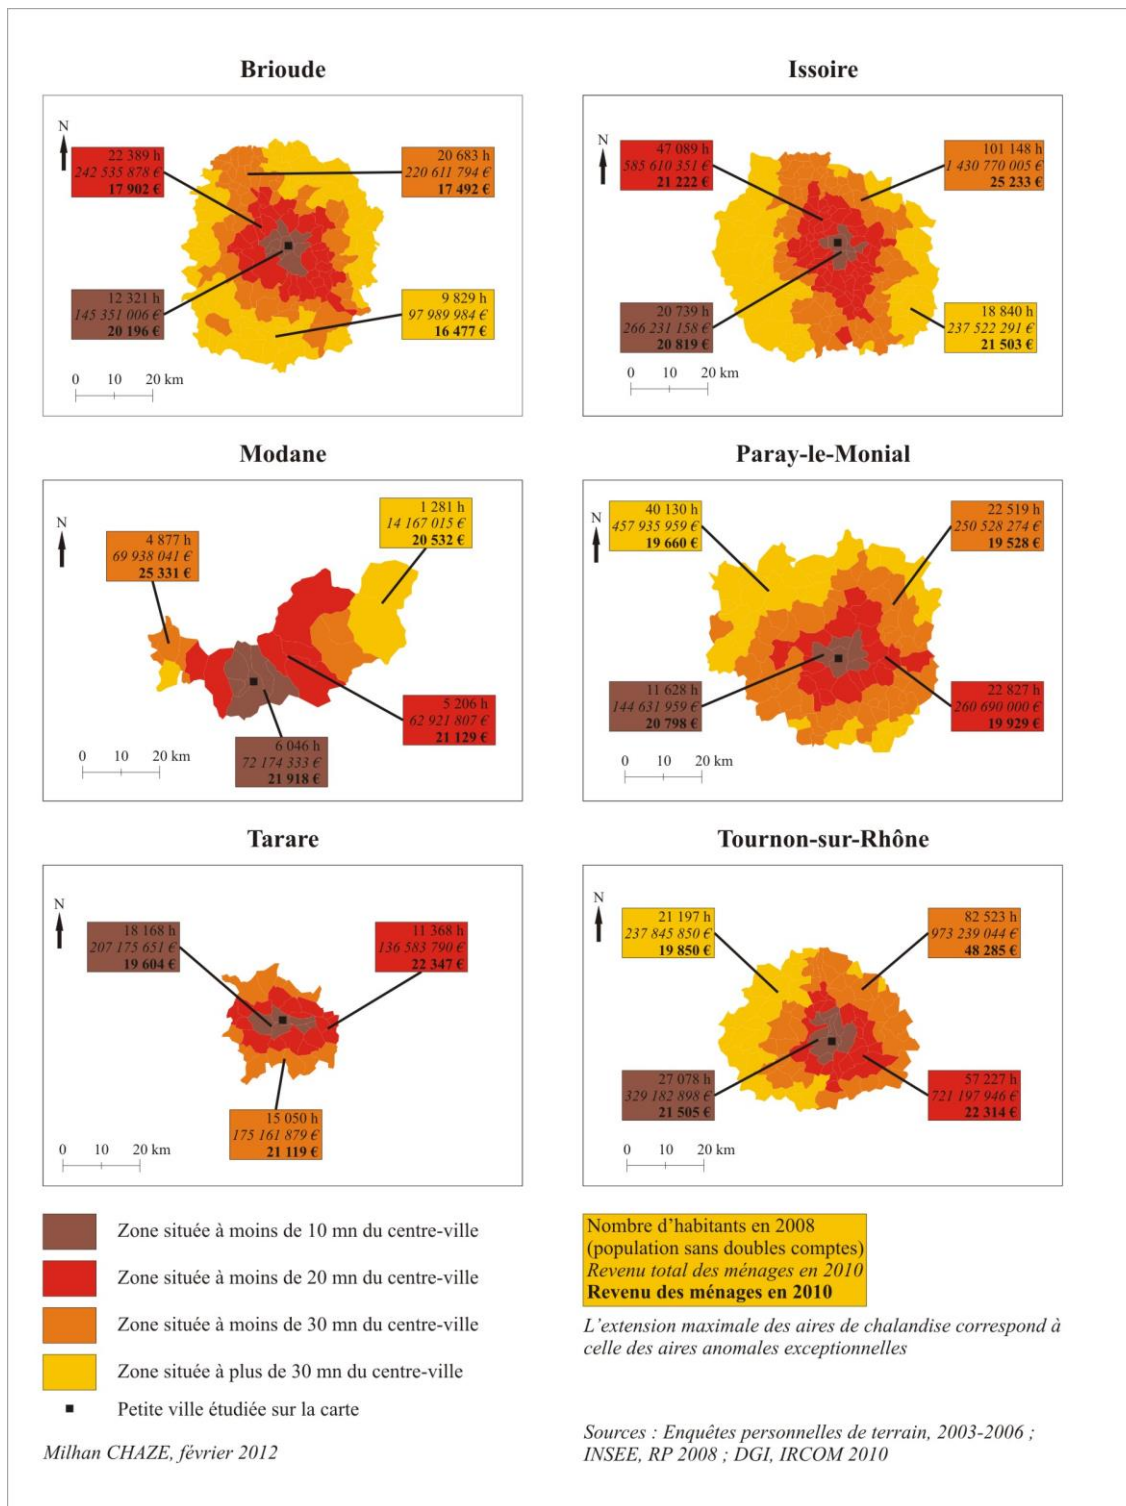 Brioude
N
22 389 h
242 535 878 €
17 902 €
20 683 h
220 611 794 €
17 492 €
12 321 h
145 351 006 €
20 196 €
9 829 h
97 989 984 €
16 477 €
0 10 20 km
Issoire
N
47 089 h
585 610 351 €
21 222 €
101 148 h
1 430 770 005 €
25 233 €
20 739 h
266 231 158 €
20 819 €
18 840 h
237 522 291 €
21 503 €
0 10 20 km
Modane
N
1 281 h
14 167 015 €
20 532 €
4 877 h
69 938 041 €
25 331 €
5 206 h
62 921 807 €
21 129 €
6 046 h
72 174 333 €
21 918 €
0 10 20 km
Paray-le-Monial
N
40 130 h
457 935 959 €
19 660 €
22 519 h
250 528 274 €
19 528 €
11 628 h
144 631 959 €
20 798 €
22 827 h
260 690 000 €
19 929 €
0 10 20 km
Tarare
N
18 168 h
207 175 651 €
19 604 €
11 368 h
136 583 790 €
22 347 €
15 050 h
175 161 879 €
21 119 €
0 10 20 km
Tournon-sur-Rhône
N
21 197 h
237 845 850 €
19 850 €
82 523 h
973 239 044 €
48 285 €
27 078 h
329 182 898 €
21 505 €
57 227 h
721 197 946 €
22 314 €
0 10 20 km
Zone située à moins de 10 mn du centre-ville
Zone située à moins de 20 mn du centre-ville
Zone située à moins de 30 mn du centre-ville
Zone située à plus de 30 mn du centre-ville
Petite ville étudiée sur la carte
Milhan CHAZE, février 2012
Nombre d'habitants en 2008
(population sans doubles comptes)
Revenu total des ménages en 2010
Revenu des ménages en 2010
L'extension maximale des aires de chalandise correspond à
celle des aires anomales exceptionnelles
Sources : Enquêtes personnelles de terrain, 2003-2006 ;
INSEE, RP 2008 ; DGI, IRCOM 2010